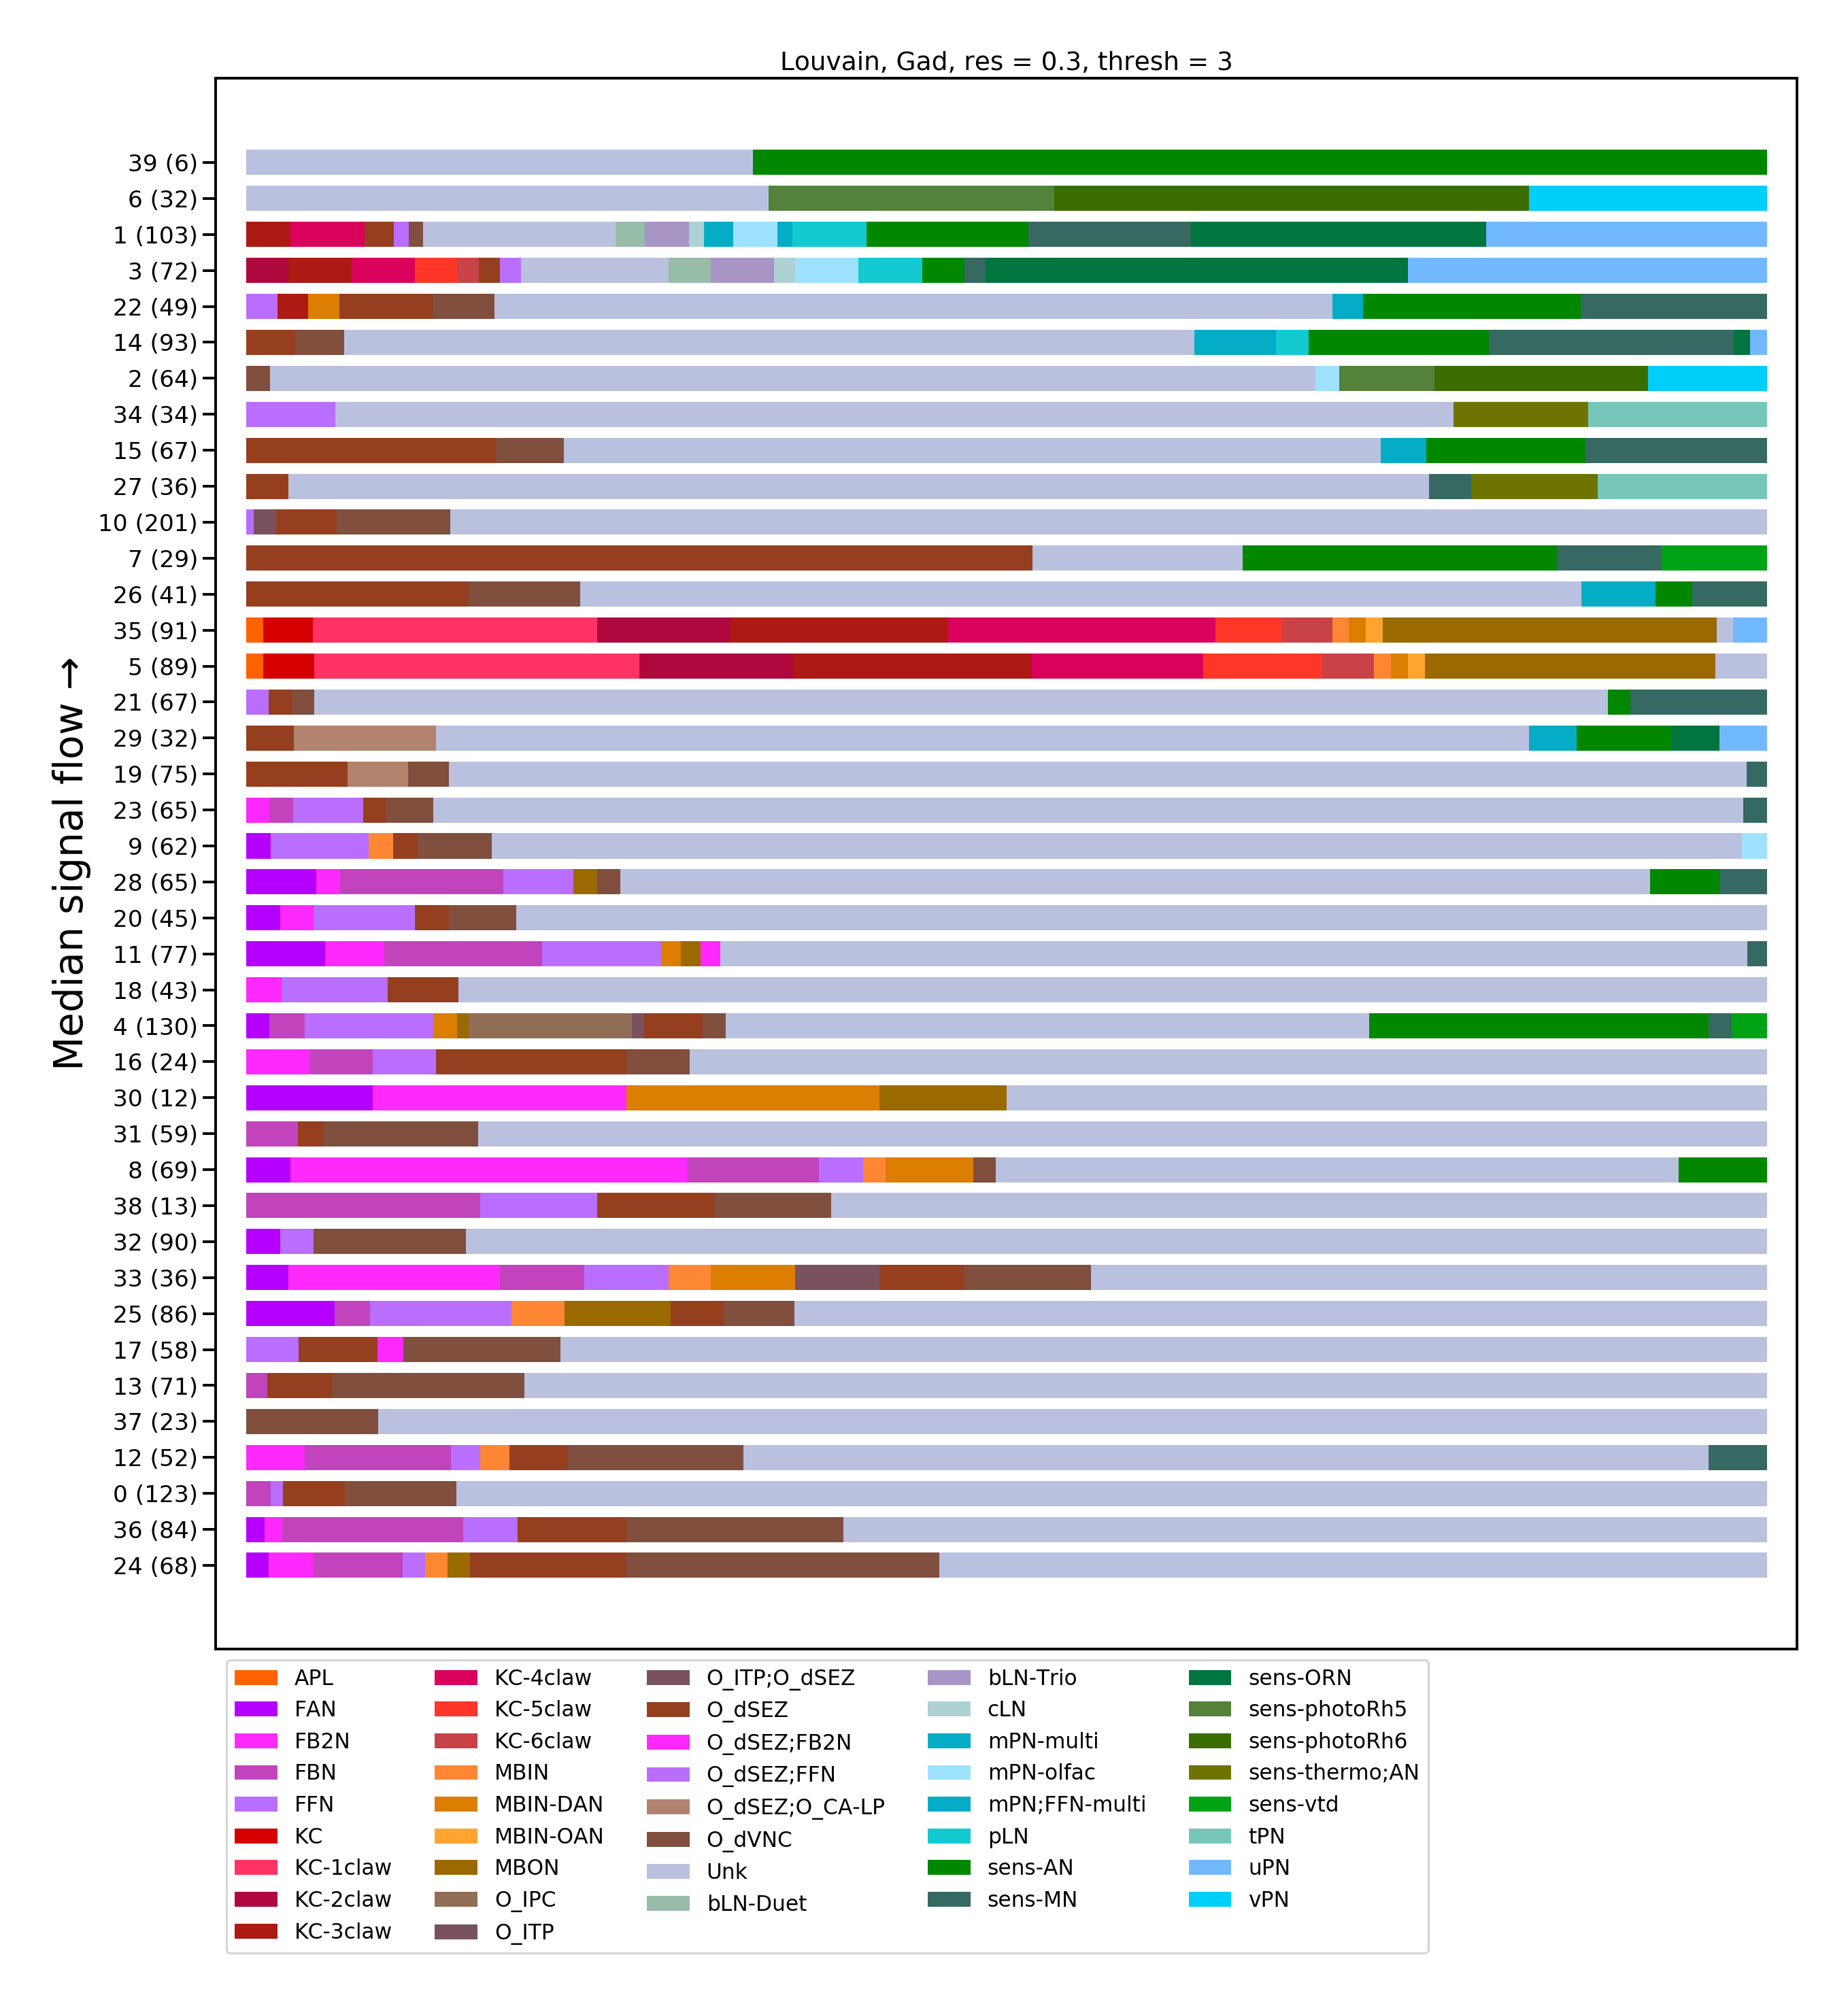 Louvain, Gad, res = 0.3, thresh = 3
Median signal flow →
39 (6)
6 (32)
1 (103)
3 (72)
22 (49)
14 (93)
2 (64)
34 (34)
15 (67)
27 (36)
10 (201)
7 (29)
26 (41)
35 (91)
5 (89)
21 (67)
29 (32)
19 (75)
23 (65)
9 (62)
28 (65)
20 (45)
11 (77)
18 (43)
4 (130)
16 (24)
30 (12)
31 (59)
8 (69)
38 (13)
32 (90)
33 (36)
25 (86)
17 (58)
13 (71)
37 (23)
12 (52)
0 (123)
36 (84)
24 (68)
APL
FAN
FB2N
FBN
FFN
KC
KC-1claw
KC-2claw
KC-3claw
KC-4claw
KC-5claw
KC-6claw
MBIN
MBIN-DAN
MBIN-OAN
MBON
O_IPC
O_ITP
O_ITP;O_dSEZ
O_dSEZ
O_dSEZ;FB2N
O_dSEZ;FFN
O_dSEZ;O_CA-LP
O_dVNC
Unk
bLN-Duet
bLN-Trio
cLN
mPN-multi
mPN-olfac
mPN;FFN-multi
pLN
sens-AN
sens-MN
sens-ORN
sens-photoRh5
sens-photoRh6
sens-thermo;AN
sens-vtd
tPN
uPN
vPN